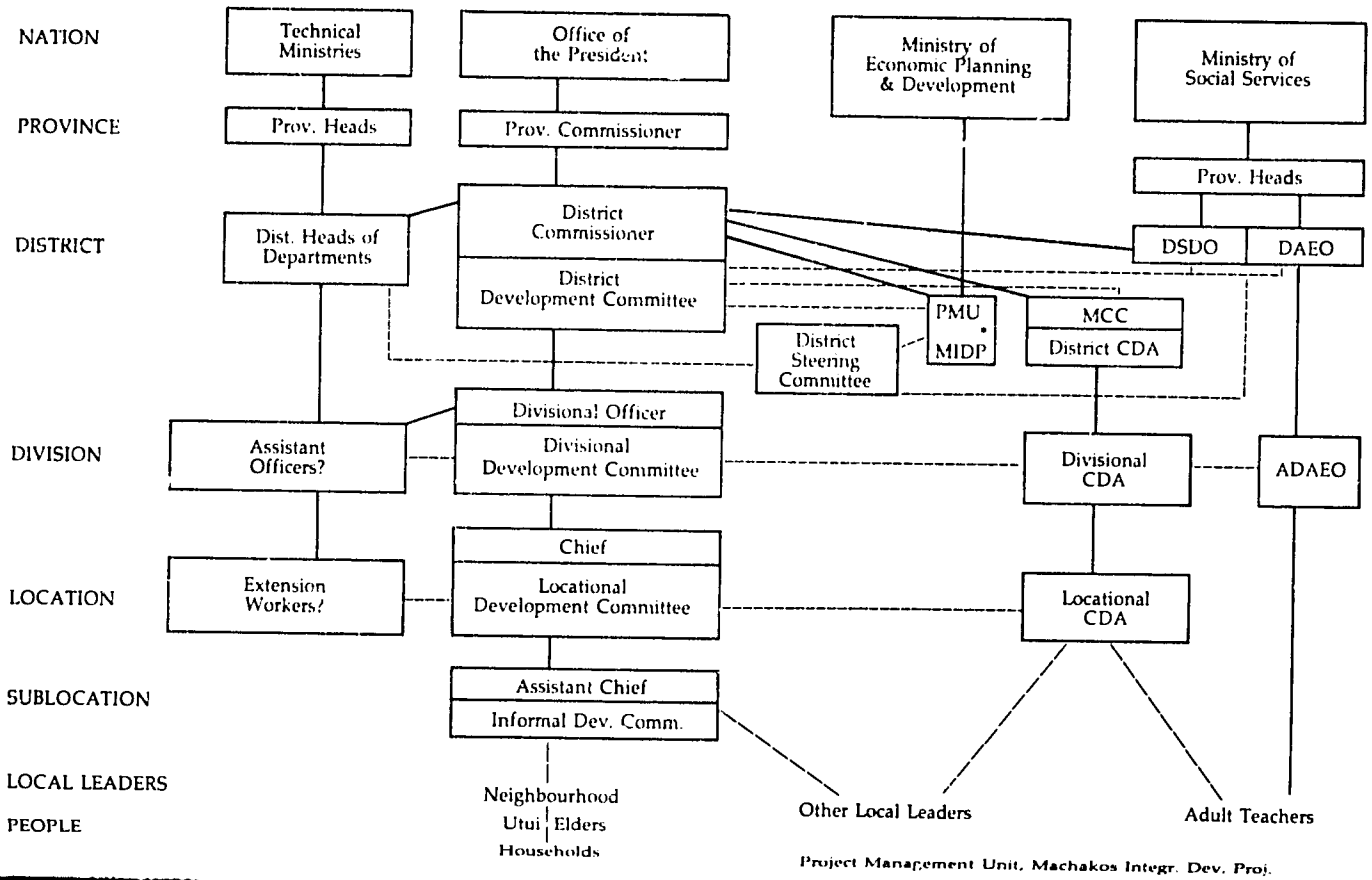 NATION
Technical
Ministries
Office of
the President
Ministry of
Economic Planning
& Development
Ministry of
Social Services
PROVINCE
Prov. Heads
Prov. Commissioner
Prov. Heads
DISTRICT
Dist. Heads of
Departments
District
Commissioner
District
Development Committee
DSDO
DAEO
PMU
MIDP
MCC
District CDA
District
Steering
Committee
DIVISION
Assistant
Officers?
Divisional Officer
Divisional
Development Committee
Divisional
CDA
ADAEO
LOCATION
Extension
Workers?
Chief
Locational
Development Committee
Locational
CDA
SUBLOCATION
Assistant Chief
Informal Dev. Comm.
LOCAL LEADERS
PEOPLE
Neighbourhood
Utui Elders
Households
Other Local Leaders
Adult Teachers
Project Management Unit, Machakos Integr. Dev. Proj.